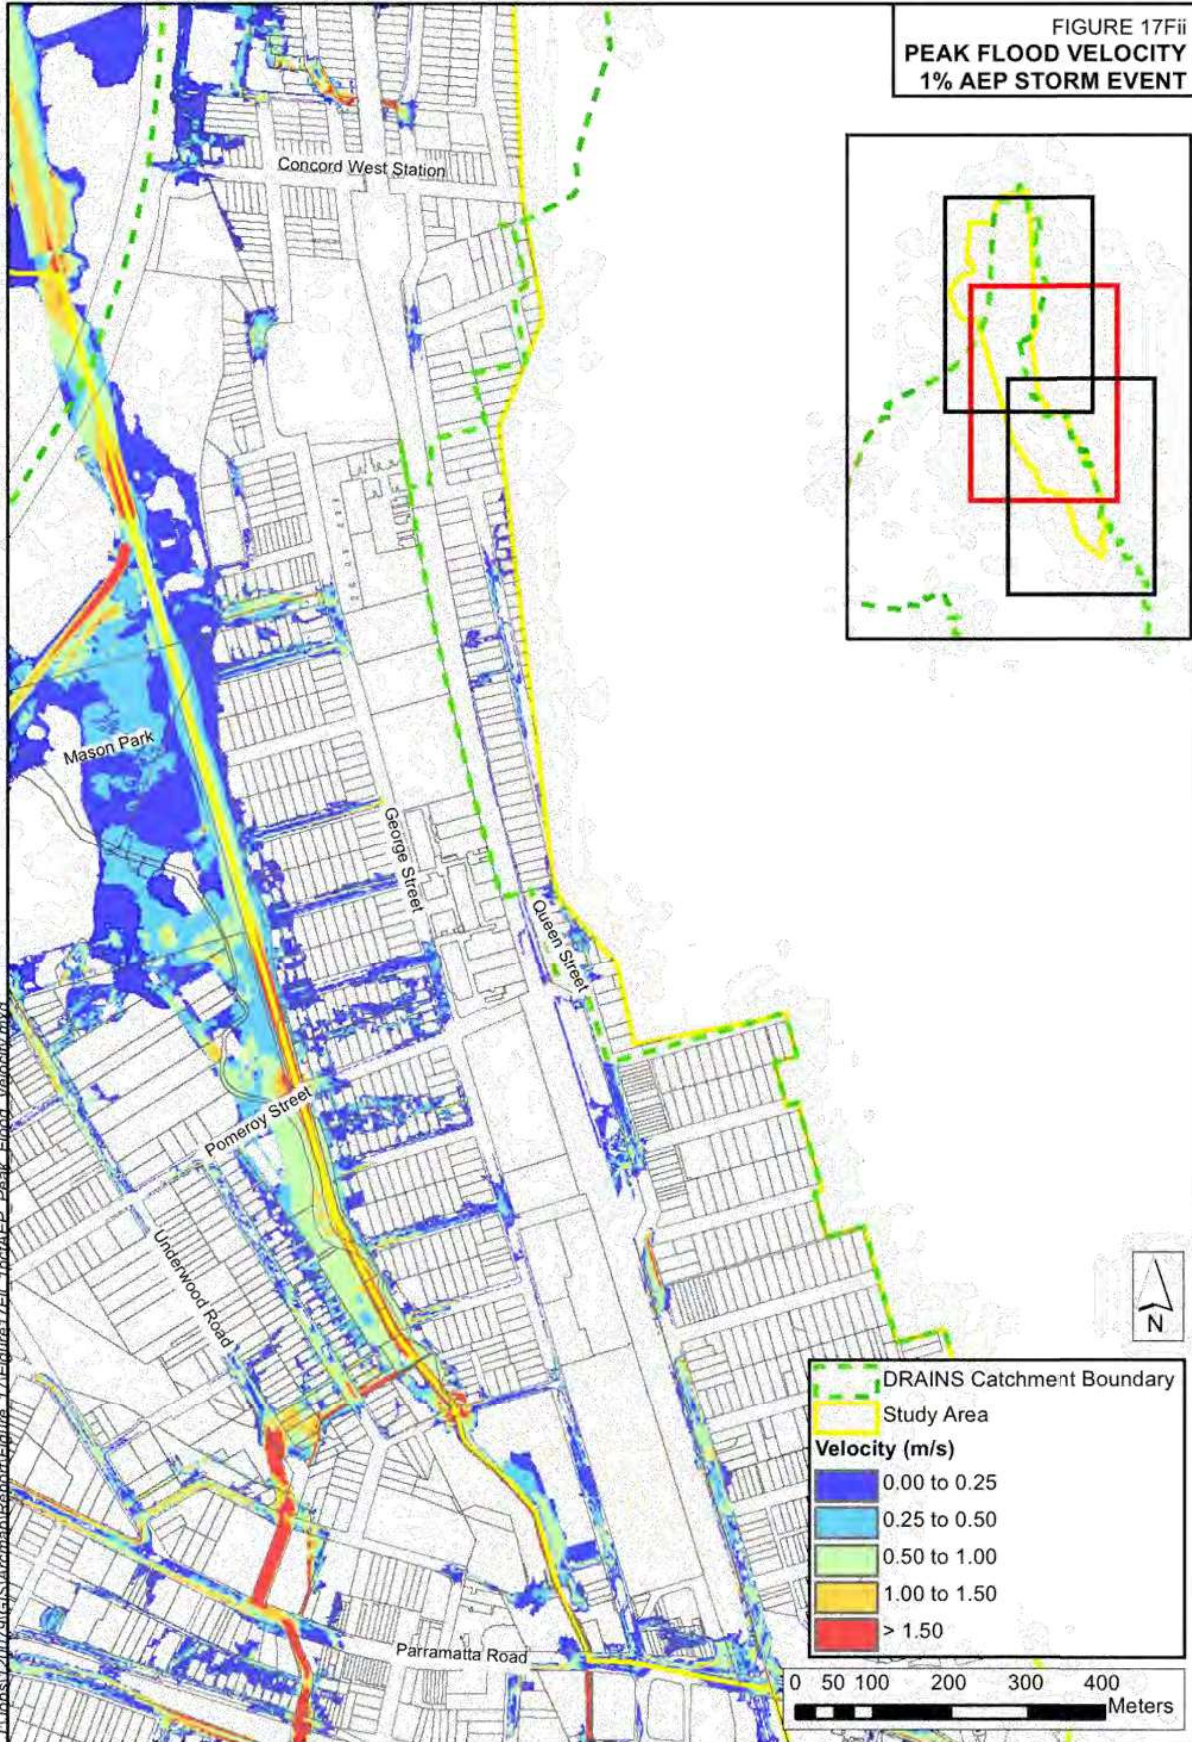 FIGURE 17Fii
PEAK FLOOD VELOCITY
1% AEP STORM EVENT
Concord West Station
Mason Park
George Street
Queen Street
Pomeroy Street
Underwood Road
Parramatta Road
N
DRAINS Catchment Boundary
Study Area
Velocity (m/s)
0.00 to 0.25
0.25 to 0.50
0.50 to 1.00
1.00 to 1.50
> 1.50
0 50 100 200 300 400
Meters